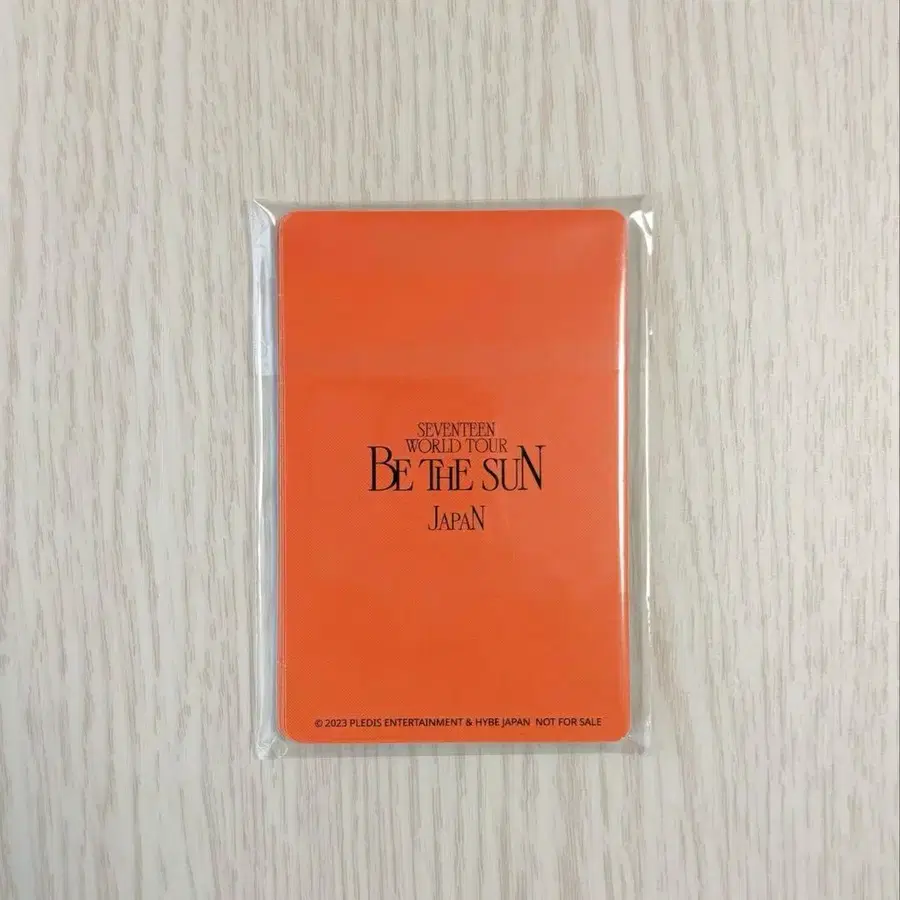 SEVENTEEN
WORLD TOUR
BE THE SUN
JAPAN
© 2023 PLEDIS ENTERTAINMENT & HYBE JAPAN NOT FOR SALE